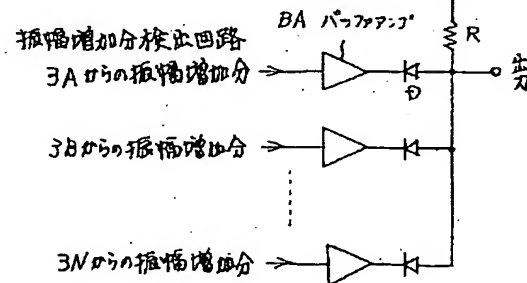 BA バッファアンプ
振幅増加分検出回路
3Aからの振幅増加分
R
出力
D
3Bからの振幅増加分
3Nからの振幅増加分